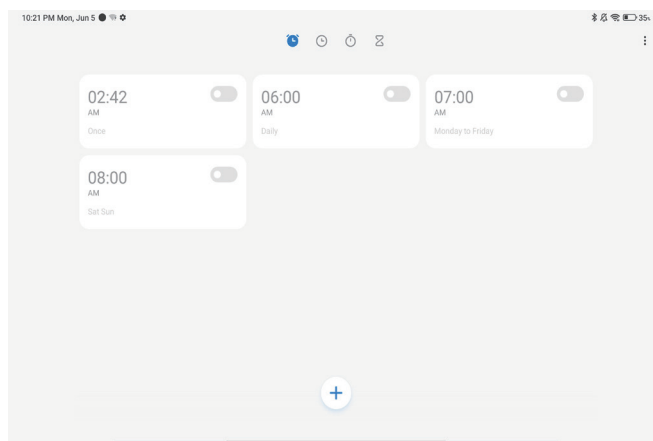 10:21 PM Mon, Jun 5
35%
02:42
AM
Once
06:00
AM
Daily
07:00
AM
Monday to Friday
08:00
AM
Sat Sun